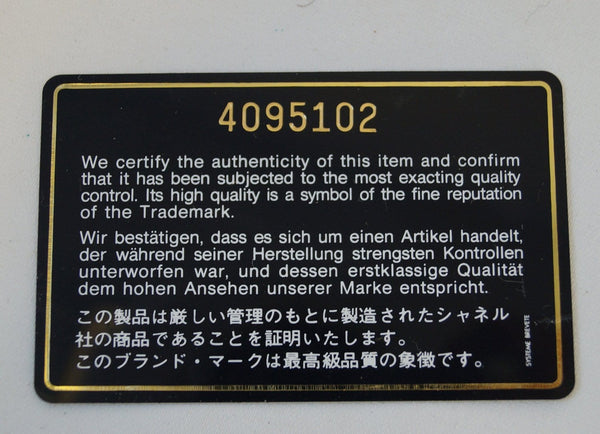 4095102
We certify the authenticity of this item and confirm
that it has been subjected to the most exacting quality
control. Its high quality is a symbol of the fine reputation
of the Trademark.
Wir bestätigen, dass es sich um einen Artikel handelt,
der während seiner Herstellung strengsten Kontrollen
unterworfen war, und dessen erstklassige Qualität
dem hohen Ansehen unserer Marke entspricht.
この製品は厳しい管理のもとに製造されたシャネル
社の商品であることを証明いたします。
このブランド・マークは最高級品質の象徴です。
SYSTEME BREVETE